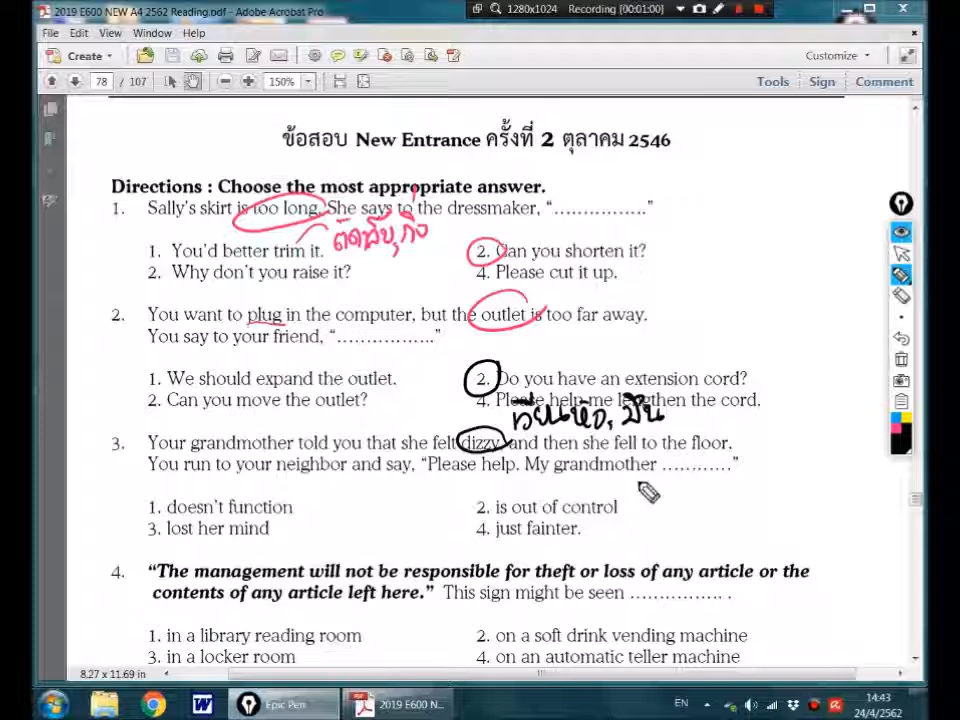 2019 E600 NEW A4 2562 Reading.pdf - Adobe Acrobat Pro
1280x1024 Recording [00:01:00]
File Edit View Window Help
Create Customize
78 / 107 150% Tools Sign Comment
ข้อสอบ New Entrance ครั้งที่ 2 ตุลาคม 2546
Directions : Choose the most appropriate answer.
1. Sally's skirt is too long. She says to the dressmaker, "……………."
ตัดเล็บ, กิ่ง
1. You'd better trim it. 2. Can you shorten it?
2. Why don't you raise it? 4. Please cut it up.
2. You want to plug in the computer, but the outlet is too far away.
You say to your friend, "…………….."
1. We should expand the outlet. 2. Do you have an extension cord?
2. Can you move the outlet? 4. Please help me lengthen the cord.
เวียนหัว, มึน
3. Your grandmother told you that she felt dizzy, and then she fell to the floor.
You run to your neighbor and say, "Please help. My grandmother …………"
1. doesn't function 2. is out of control
3. lost her mind 4. just fainter.
4. "The management will not be responsible for theft or loss of any article or the
contents of any article left here." This sign might be seen ……………. .
1. in a library reading room 2. on a soft drink vending machine
3. in a locker room 4. on an automatic teller machine
8.27 x 11.69 in
Epic Pen 2019 E600 N... EN 14:43
24/4/2562